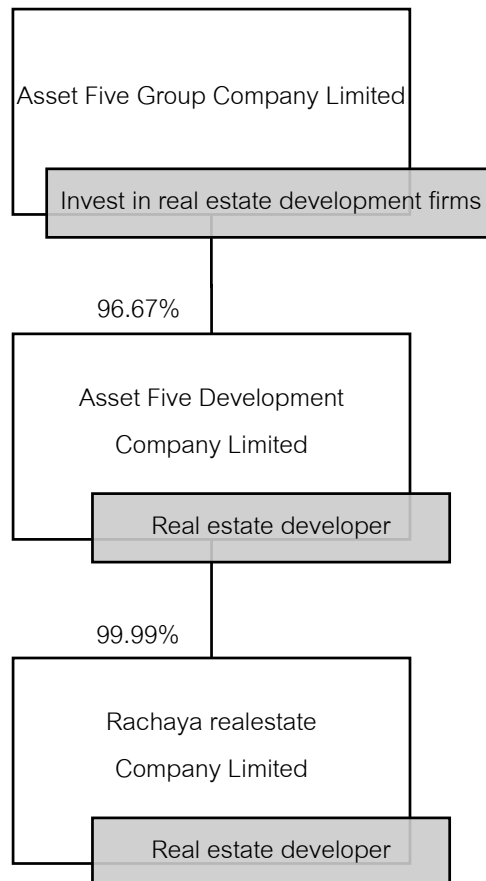 Asset Five Group Company Limited
Invest in real estate development firms
96.67%
Asset Five Development
Company Limited
Real estate developer
99.99%
Rachaya realestate
Company Limited
Real estate developer